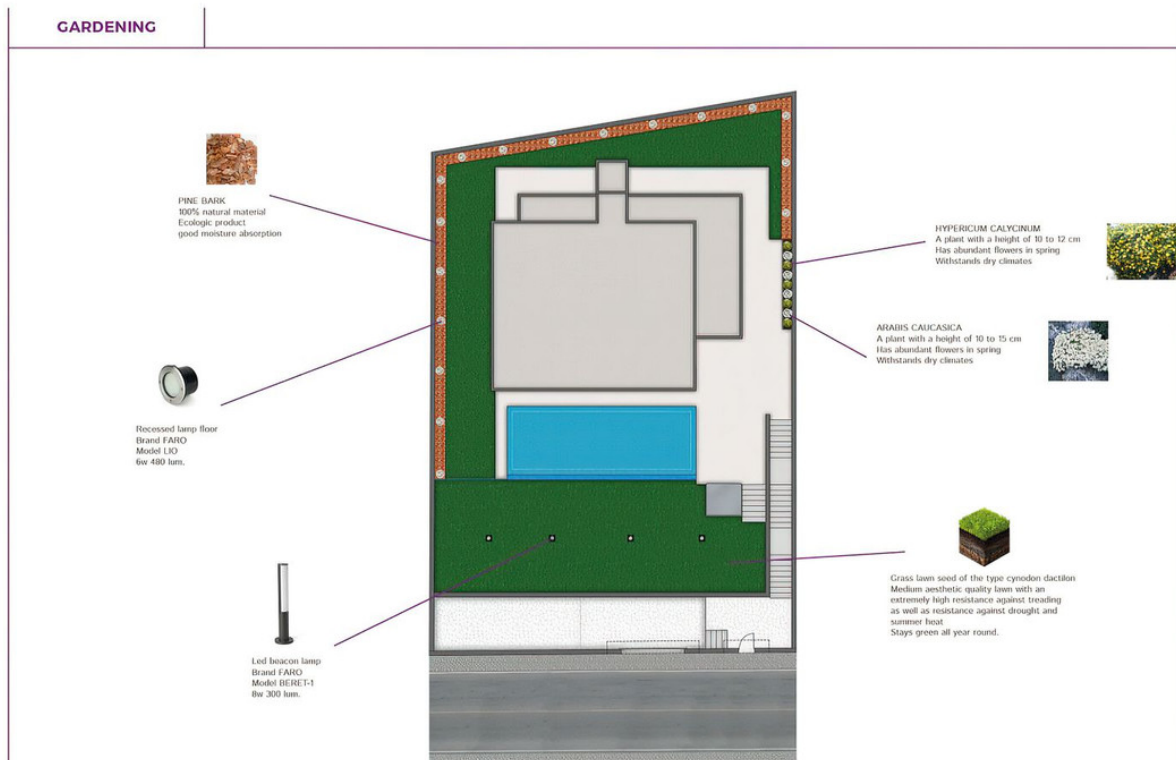 GARDENING
PINE BARK
100% natural material
Ecologic product
good moisture absorption
HYPERICUM CALYCINUM
A plant with a height of 10 to 12 cm
Has abundant flowers in spring
Withstands dry climates
ARABIS CAUCASICA
A plant with a height of 10 to 15 cm
Has abundant flowers in spring
Withstands dry climates
Recessed lamp floor
Brand FARO
Model LIO
6w 480 lum.
Grass lawn seed of the type cynodon dactilon
Medium aesthetic quality lawn with an
extremely high resistance against treading
as well as resistance against drought and
summer heat
Stays green all year round.
Led beacon lamp
Brand FARO
Model BERET-1
8w 300 lum.